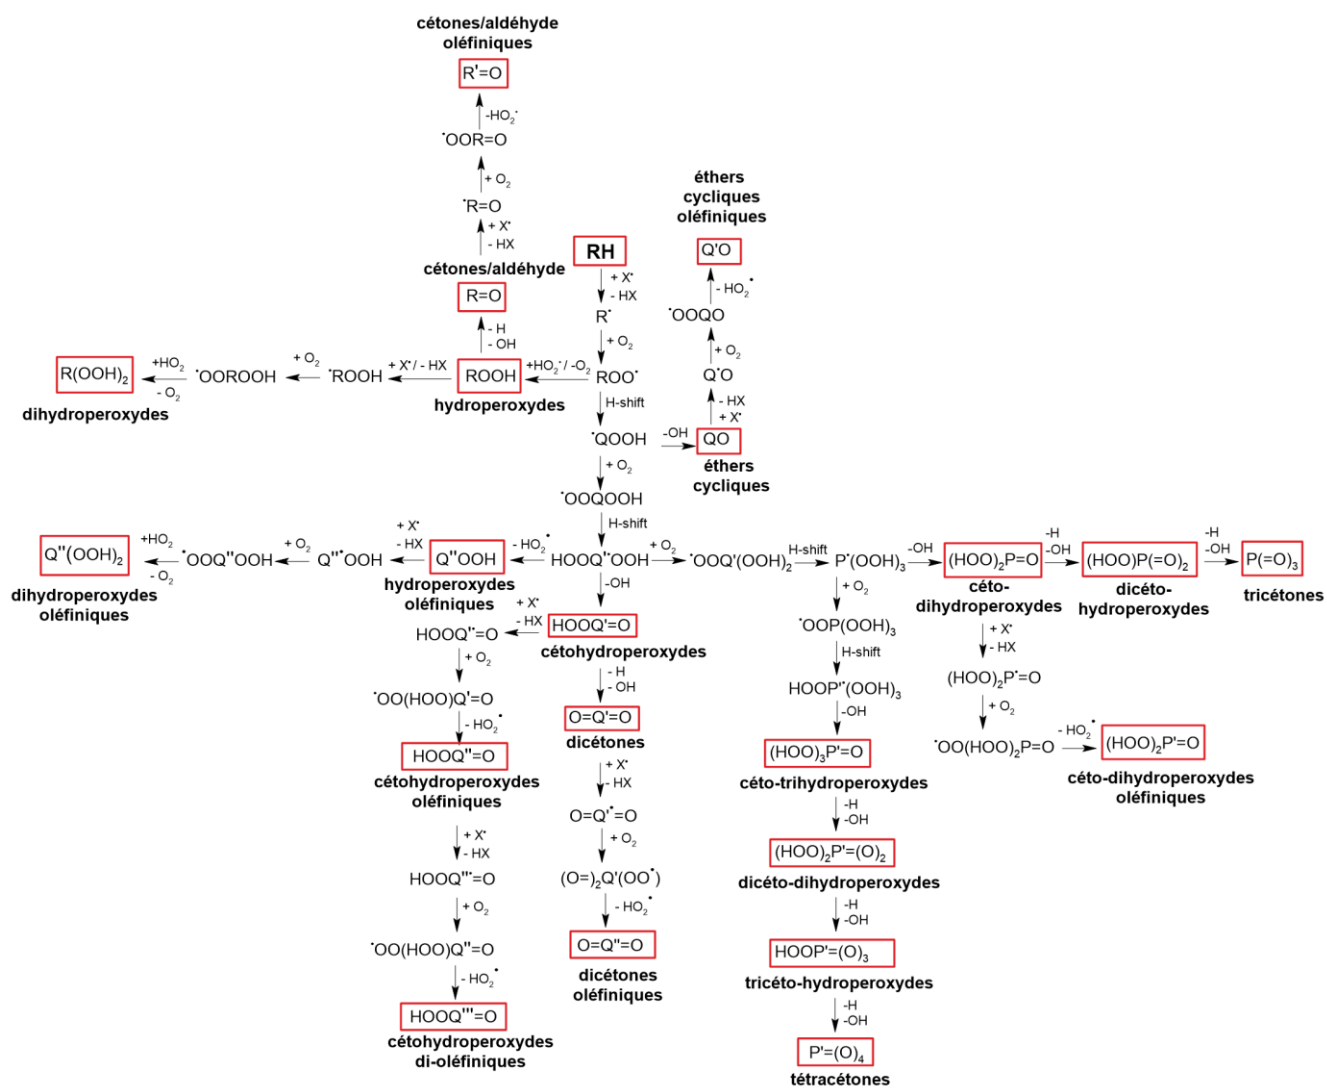 cétones/aldéhyde
oléfiniques
R'=O
-HO₂•
•OOR=O
+ O₂
•R=O
+ X•
- HX
cétones/aldéhyde
R=O
- H
- OH
RH
+ X•
- HX
R•
+ O₂
éthers
cycliques
oléfiniques
Q'O
- HO₂•
•OOQO
+ O₂
Q•O
- HX
+ X•
R(OOH)₂
+HO₂
- O₂
•OOROOH
+ O₂
•ROOH
+ X•/ - HX
ROOH
+HO₂•/ -O₂
ROO•
dihydroperoxydes
hydroperoxydes
H-shift
•QOOH
-OH
QO
éthers
cycliques
+ O₂
•OOQOOH
H-shift
Q''(OOH)₂
+HO₂
- O₂
•OOQ''OOH
+ O₂
Q''•OOH
+ X•
- HX
Q''OOH
- HO₂•
HOOQ'•OOH
+ O₂
•OOQ'(OOH)₂
H-shift
P•(OOH)₃
-OH
(HOO)₂P=O
-H
-OH
(HOO)P(=O)₂
-H
-OH
P(=O)₃
dihydroperoxydes
oléfiniques
hydroperoxydes
oléfiniques
céto-
dihydroperoxydes
dicéto-
hydroperoxydes
tricétones
-OH
HOOQ'=O
cétohydroperoxydes
+ X•
- HX
HOOQ'•=O
+ O₂
•OO(HOO)Q'=O
- HO₂•
HOOQ''=O
cétohydroperoxydes
oléfiniques
+ X•
- HX
HOOQ''•=O
+ O₂
•OO(HOO)Q''=O
- HO₂•
HOOQ'''=O
cétohydroperoxydes
di-oléfiniques
- H
- OH
O=Q'=O
dicétones
+ X•
- HX
O=Q'•=O
+ O₂
(O=)₂Q'(OO•)
- HO₂•
O=Q''=O
dicétones
oléfiniques
+ O₂
•OOP(OOH)₃
H-shift
HOOP'•(OOH)₃
-OH
(HOO)₃P'=O
céto-trihydroperoxydes
-H
-OH
(HOO)₂P'=(O)₂
dicéto-dihydroperoxydes
-H
-OH
HOOP'=(O)₃
tricéto-hydroperoxydes
-H
-OH
P'=(O)₄
tétracétones
+ X•
- HX
(HOO)₂P•=O
+ O₂
•OO(HOO)₂P=O
- HO₂•
(HOO)₂P'=O
céto-dihydroperoxydes
oléfiniques